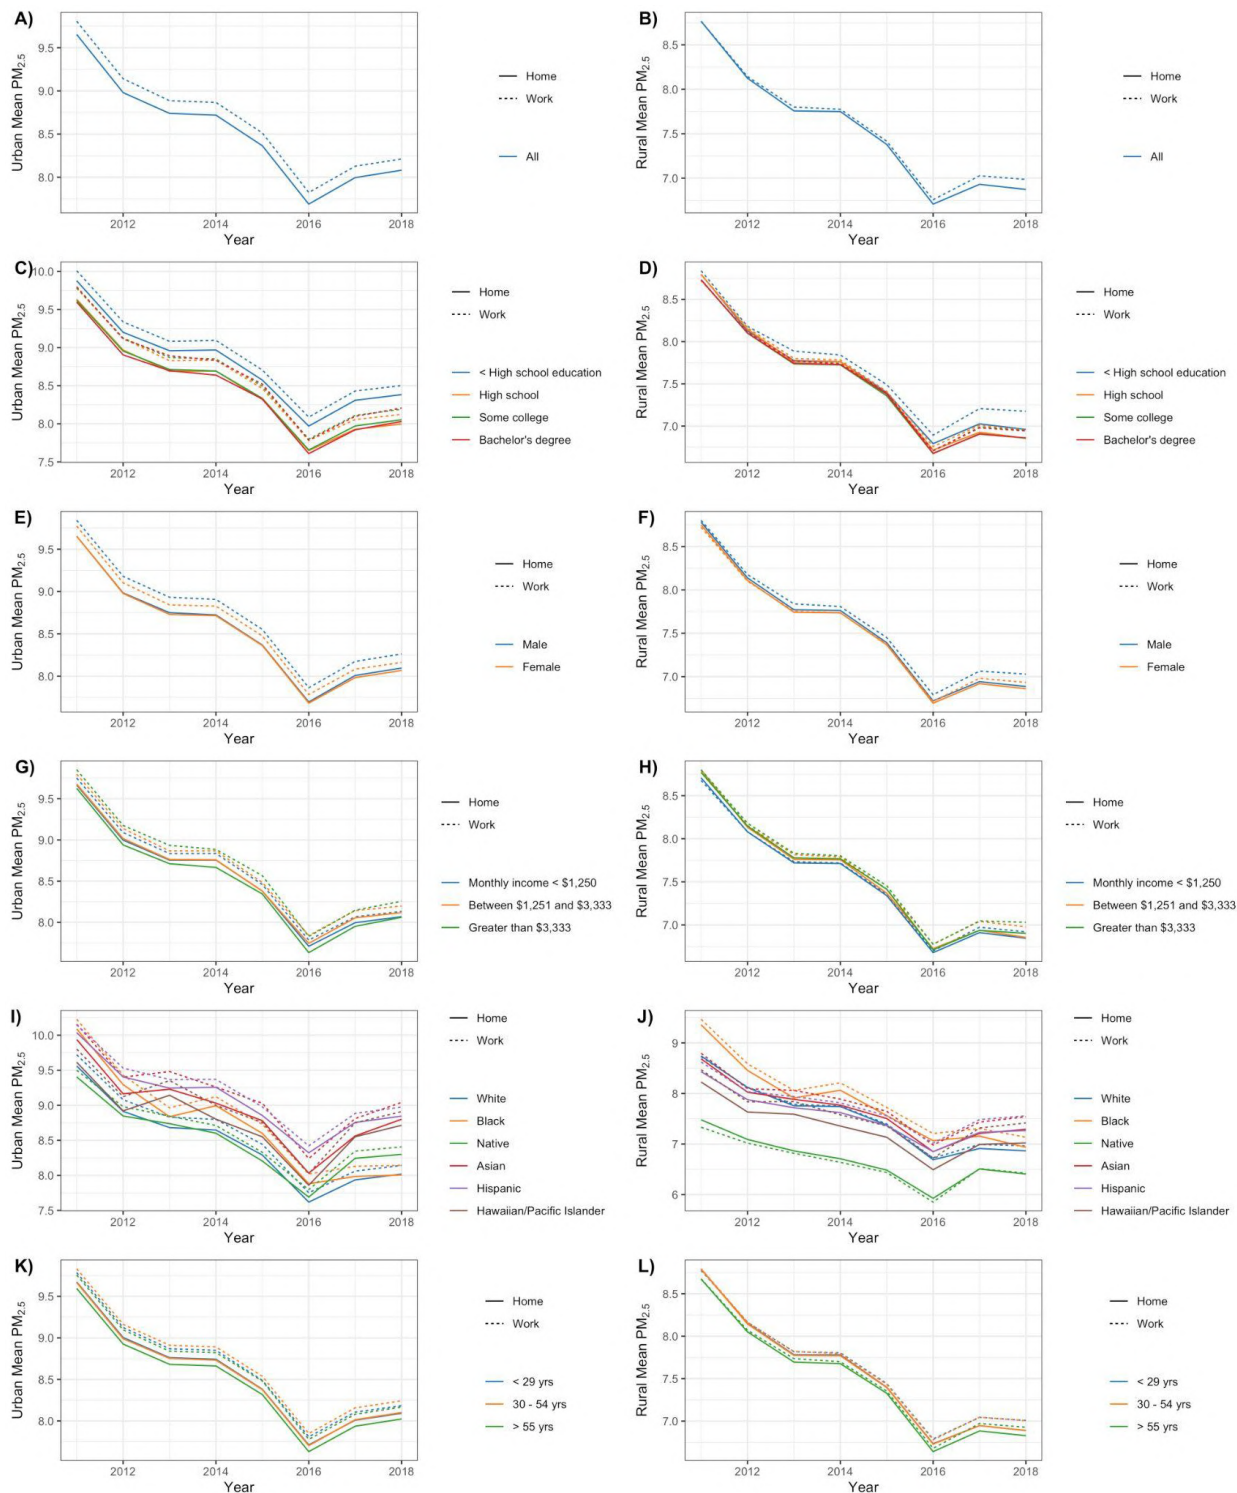 A)
Urban Mean PM2.5
9.5
9.0
8.5
8.0
2012 2014 2016 2018
Year
Home
Work
All
B)
Rural Mean PM2.5
8.5
8.0
7.5
7.0
2012 2014 2016 2018
Year
Home
Work
All
C)
Urban Mean PM2.5
10.0
9.5
9.0
8.5
8.0
7.5
2012 2014 2016 2018
Year
Home
Work
< High school education
High school
Some college
Bachelor's degree
D)
Rural Mean PM2.5
8.5
8.0
7.5
7.0
2012 2014 2016 2018
Year
Home
Work
< High school education
High school
Some college
Bachelor's degree
E)
Urban Mean PM2.5
9.5
9.0
8.5
8.0
2012 2014 2016 2018
Year
Home
Work
Male
Female
F)
Rural Mean PM2.5
8.5
8.0
7.5
7.0
2012 2014 2016 2018
Year
Home
Work
Male
Female
G)
Urban Mean PM2.5
9.5
9.0
8.5
8.0
2012 2014 2016 2018
Year
Home
Work
Monthly income < $1,250
Between $1,251 and $3,333
Greater than $3,333
H)
Rural Mean PM2.5
8.5
8.0
7.5
7.0
2012 2014 2016 2018
Year
Home
Work
Monthly income < $1,250
Between $1,251 and $3,333
Greater than $3,333
I)
Urban Mean PM2.5
10.0
9.5
9.0
8.5
8.0
7.5
2012 2014 2016 2018
Year
Home
Work
White
Black
Native
Asian
Hispanic
Hawaiian/Pacific Islander
J)
Rural Mean PM2.5
9
8
7
6
2012 2014 2016 2018
Year
Home
Work
White
Black
Native
Asian
Hispanic
Hawaiian/Pacific Islander
K)
Urban Mean PM2.5
9.5
9.0
8.5
8.0
2012 2014 2016 2018
Year
Home
Work
< 29 yrs
30 - 54 yrs
> 55 yrs
L)
Rural Mean PM2.5
8.5
8.0
7.5
7.0
2012 2014 2016 2018
Year
Home
Work
< 29 yrs
30 - 54 yrs
> 55 yrs